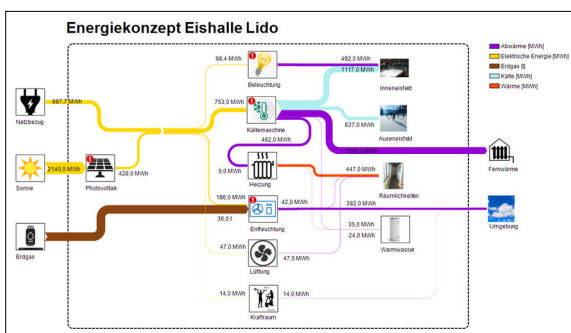 Energiekonzept Eishalle Lido
98,4 MWh
492,0 MWh
1117,0 MWh
Beleuchtung
Inneneisfeld
Abwärme [MWh]
Elektrische Energie [MWh]
Erdgas [t]
Kälte [MWh]
Wärme [MWh]
687,7 MWh
753,0 MWh
Netzbezug
Kältemaschine
637,0 MWh
Ausseneisfeld
462,0 MWh
Fernwärme
2140,0 MWh
428,0 MWh
Sonne
Photovoltaik
9,0 MWh
447,0 MWh
Heizung
Räumlichkeiten
186,0 MWh
42,0 MWh
382,0 MWh
36,0 t
Entfeuchtung
Umgebung
35,0 MWh
24,0 MWh
Warmwasser
Erdgas
47,0 MWh
47,0 MWh
Lüftung
14,0 MWh
14,0 MWh
Kraftraum